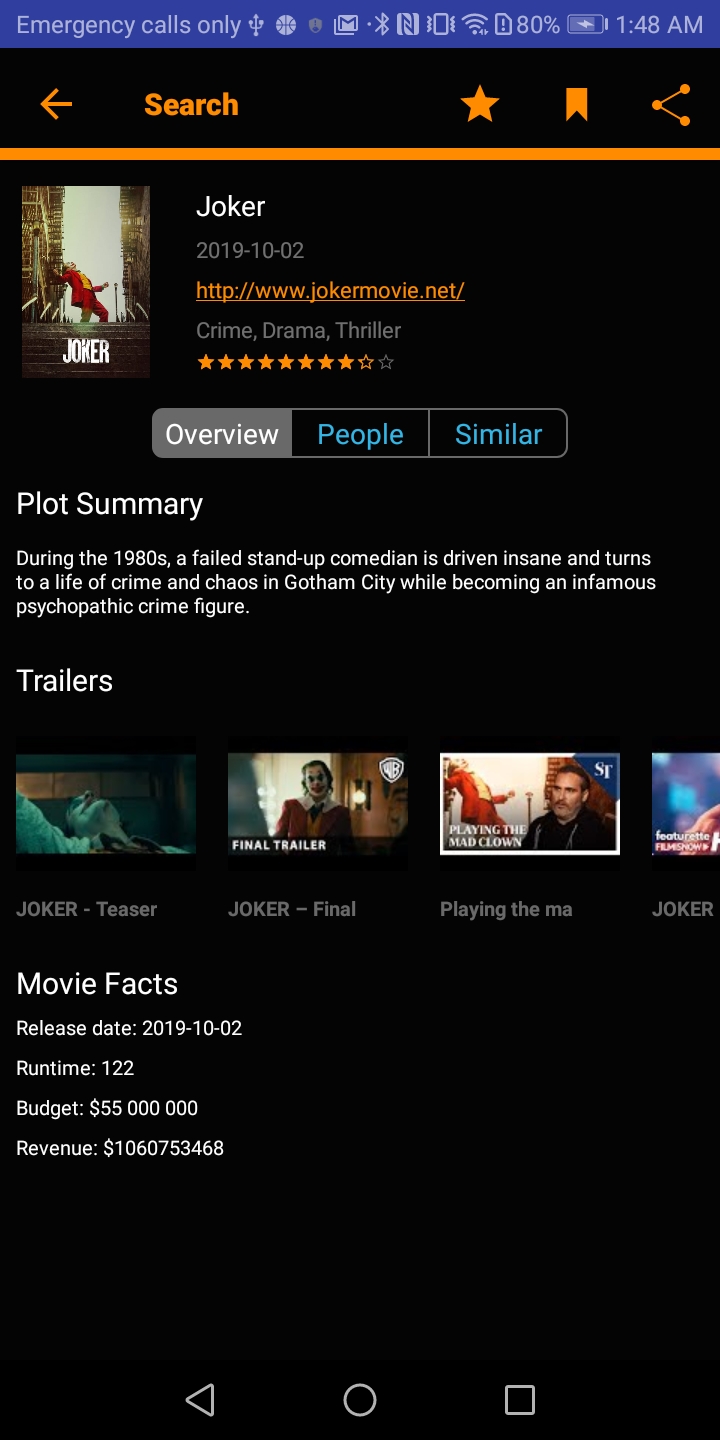 Emergency calls only 80% 1:48 AM
Search
JOKER
Joker
2019-10-02
http://www.jokermovie.net/
Crime, Drama, Thriller
Overview People Similar
Plot Summary
During the 1980s, a failed stand-up comedian is driven insane and turns
to a life of crime and chaos in Gotham City while becoming an infamous
psychopathic crime figure.
Trailers
WB
FINAL TRAILER
ST
PLAYING THE
MAD CLOWN
featurette
FILMISNOW
H
JOKER - Teaser
JOKER – Final
Playing the ma
JOKER
Movie Facts
Release date: 2019-10-02
Runtime: 122
Budget: $55 000 000
Revenue: $1060753468